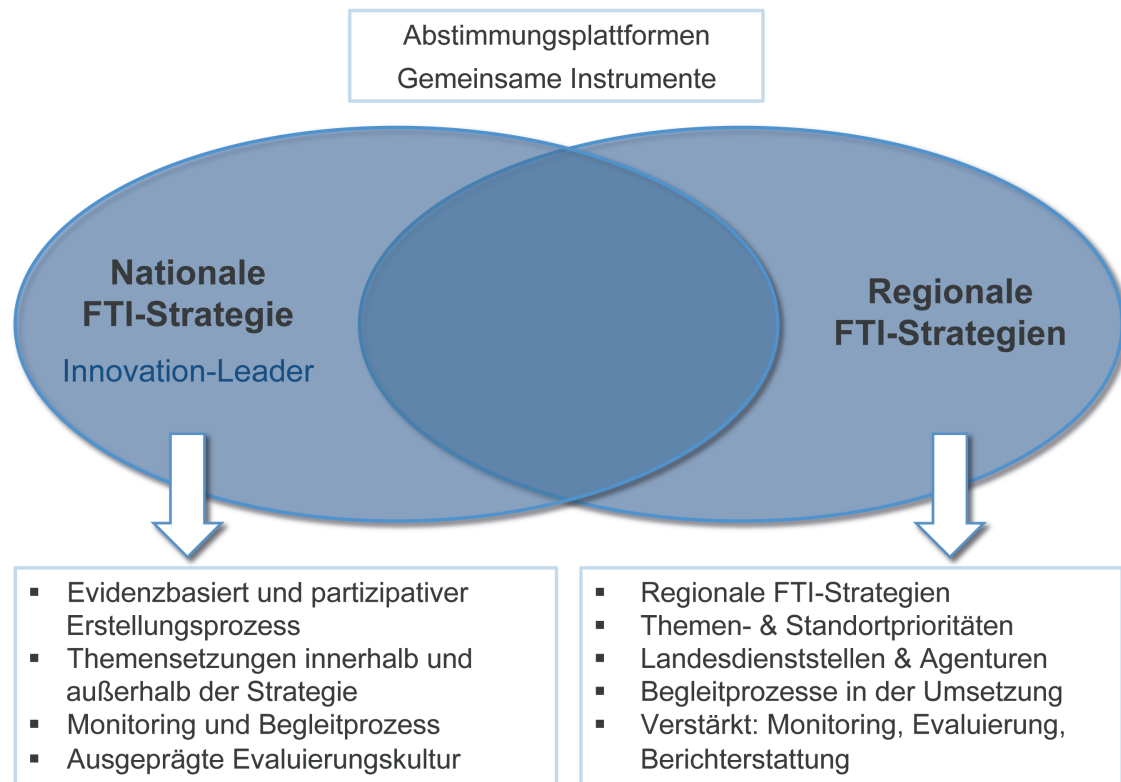 Abstimmungsplattformen
Gemeinsame Instrumente
Nationale
FTI-Strategie
Innovation-Leader
Regionale
FTI-Strategien
▪ Evidenzbasiert und partizipativer
Erstellungsprozess
▪ Themensetzungen innerhalb und
außerhalb der Strategie
▪ Monitoring und Begleitprozess
▪ Ausgeprägte Evaluierungskultur
▪ Regionale FTI-Strategien
▪ Themen- & Standortprioritäten
▪ Landesdienststellen & Agenturen
▪ Begleitprozesse in der Umsetzung
▪ Verstärkt: Monitoring, Evaluierung,
Berichterstattung